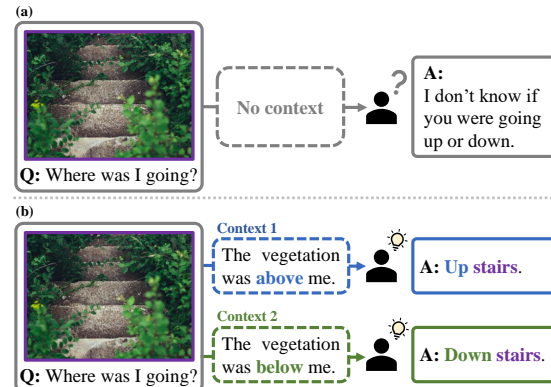 (a)
No context
?
A:
I don't know if
you were going
up or down.
Q: Where was I going?
(b)
Context 1
The vegetation
was above me.
A: Up stairs.
Context 2
The vegetation
was below me.
A: Down stairs.
Q: Where was I going?